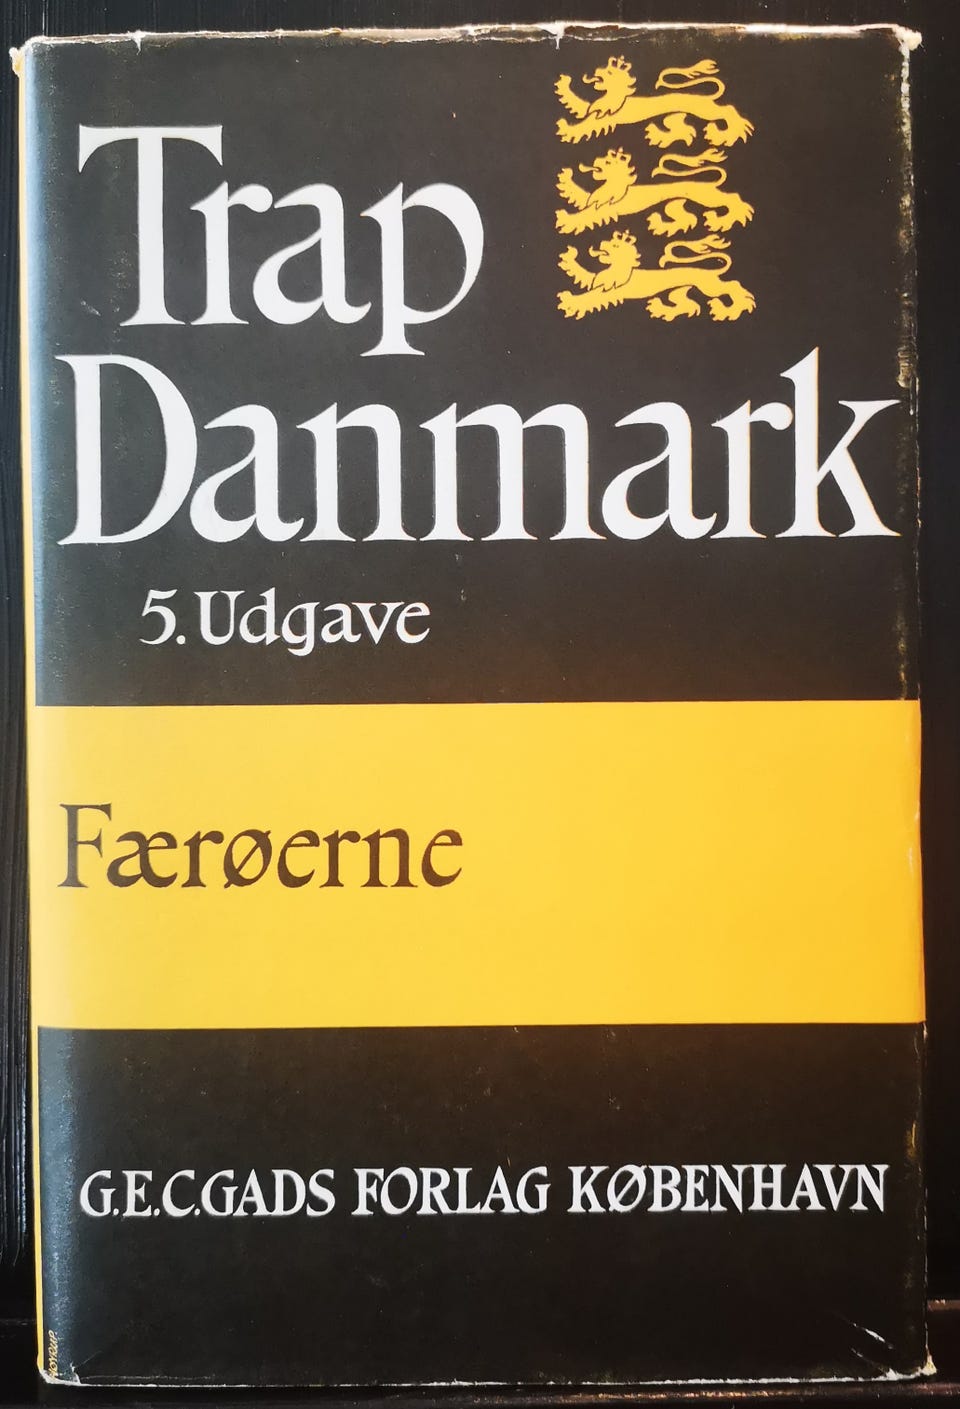 Trap
Danmark
5. Udgave
Færøerne
G.E.C.GADS FORLAG KØBENHAVN